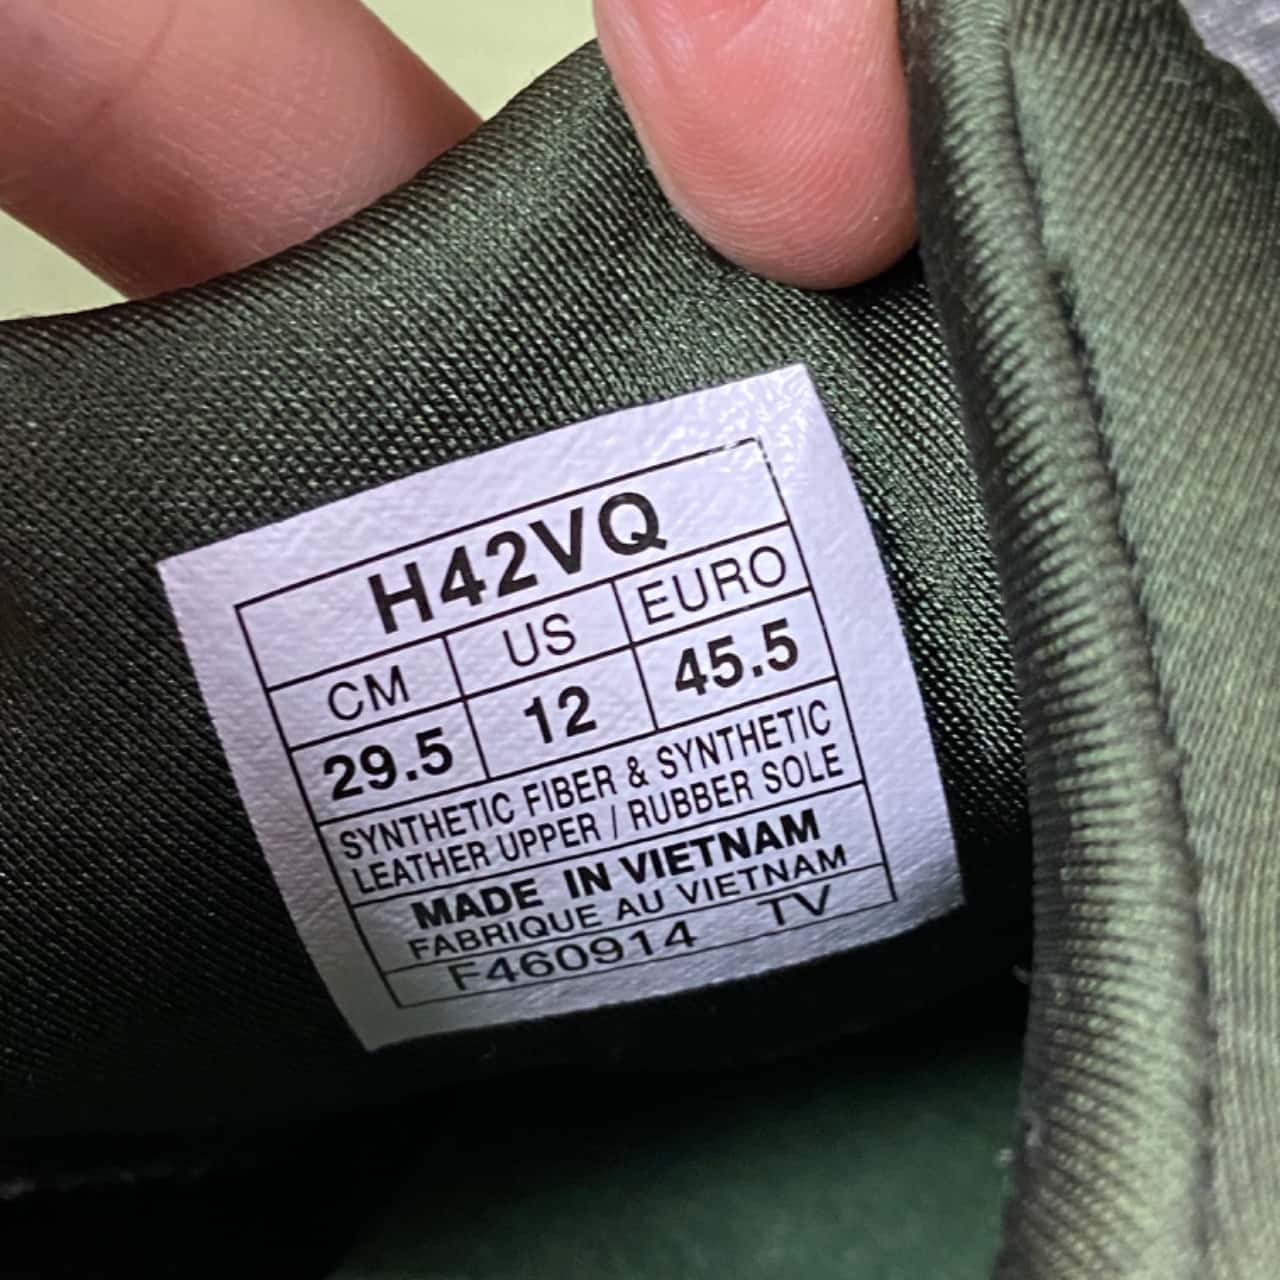 H42VQ
CM US EURO
29.5 12 45.5
SYNTHETIC FIBER & SYNTHETIC
LEATHER UPPER / RUBBER SOLE
MADE IN VIETNAM
FABRIQUE AU VIETNAM
F460914 TV